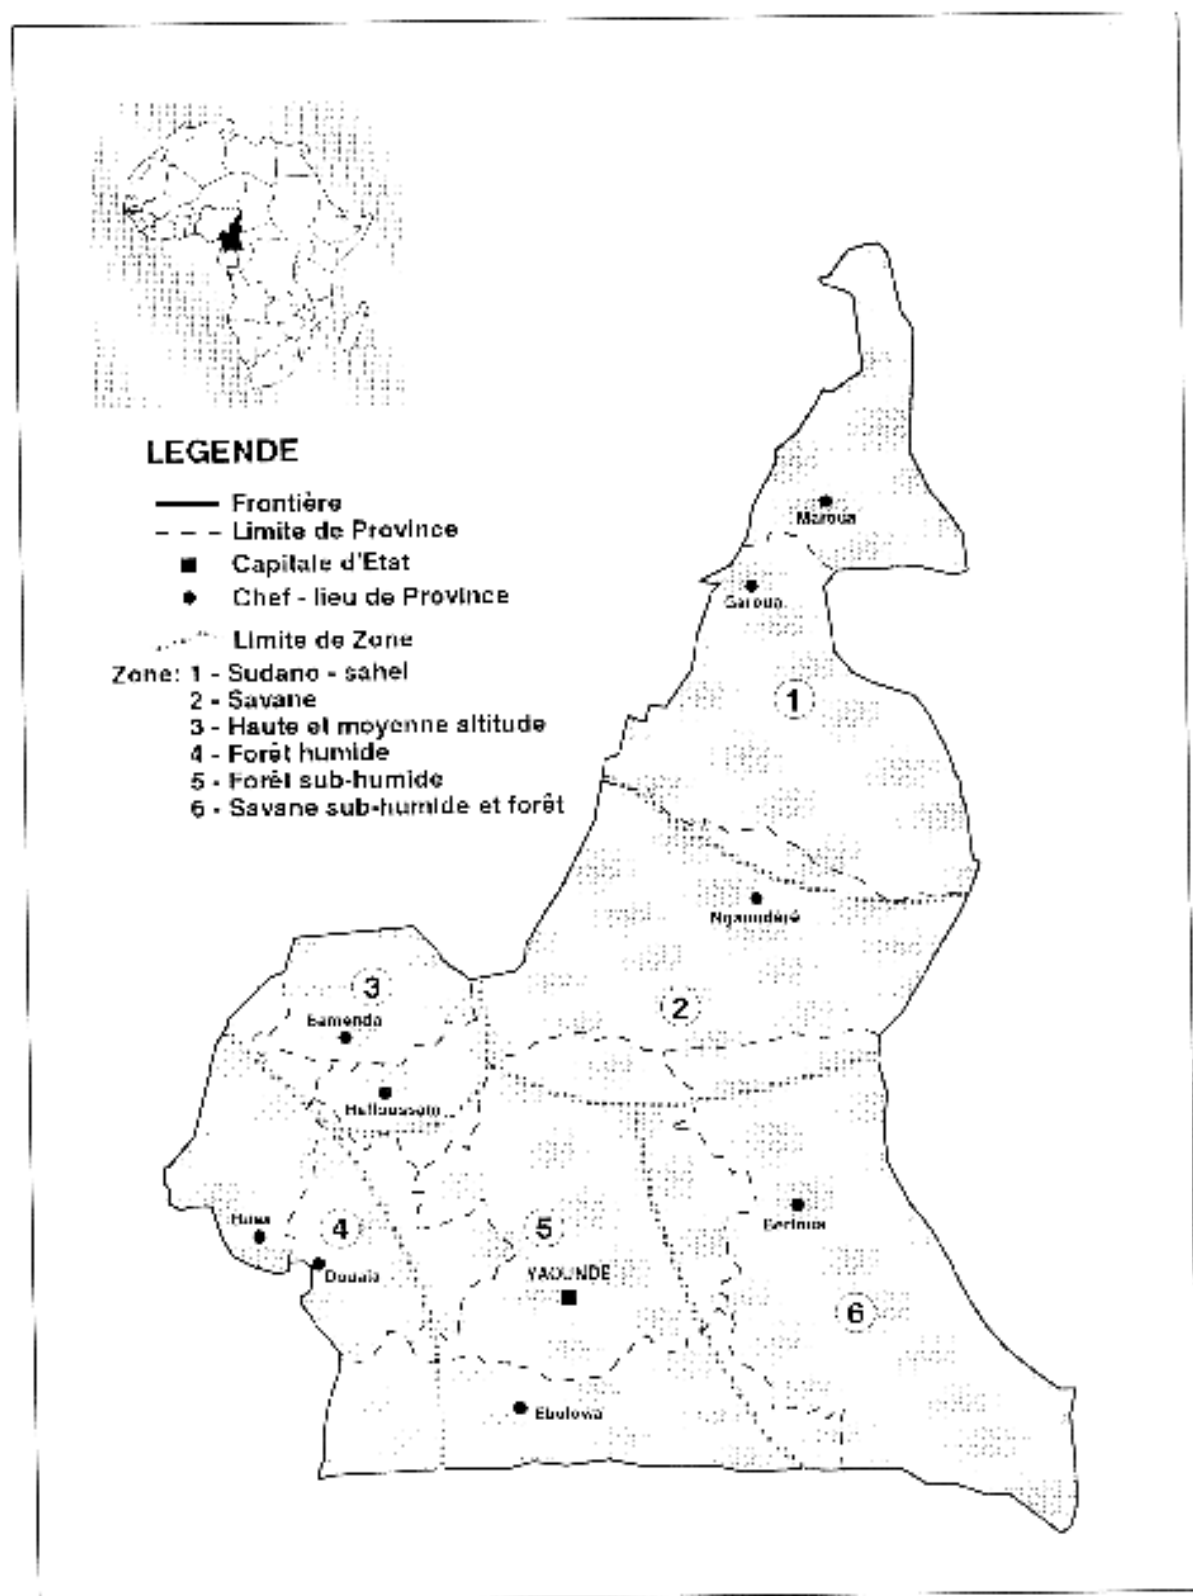 LEGENDE
Frontière
Limite de Province
Capitale d'Etat
Chef - lieu de Province
Limite de Zone
Zone: 1 - Sudano - sahel
2 - Savane
3 - Haute et moyenne altitude
4 - Forêt humide
5 - Forêt sub-humide
6 - Savane sub-humide et forêt
Maroua
Garoua
1
Ngaoundéré
3
2
Bamenda
4
5
Douala
YAOUNDE
6
Ebolowa